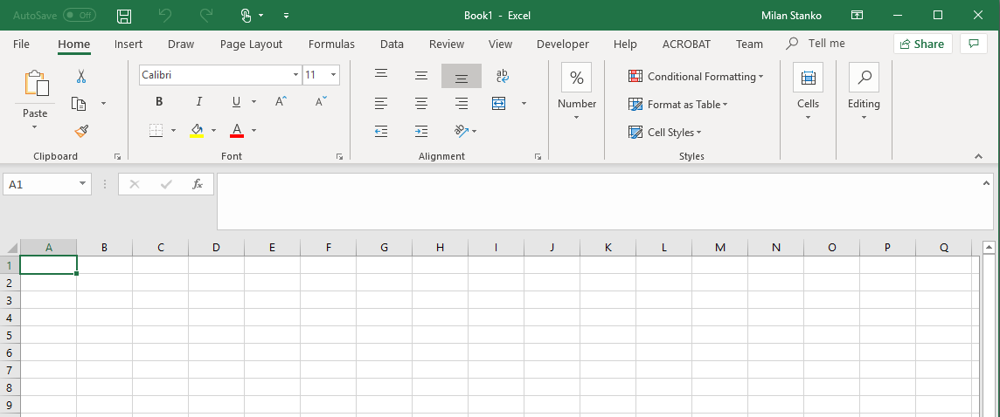 AutoSave Off Book1 - Excel Milan Stanko
File Home Insert Draw Page Layout Formulas Data Review View Developer Help ACROBAT Team Tell me Share
Calibri 11 ab c % Conditional Formatting
Paste B I U A A Number Format as Table Cells Editing
A ab Cell Styles
Clipboard Font Alignment Styles
A1 fx
A B C D E F G H I J K L M N O P Q
1
2
3
4
5
6
7
8
9